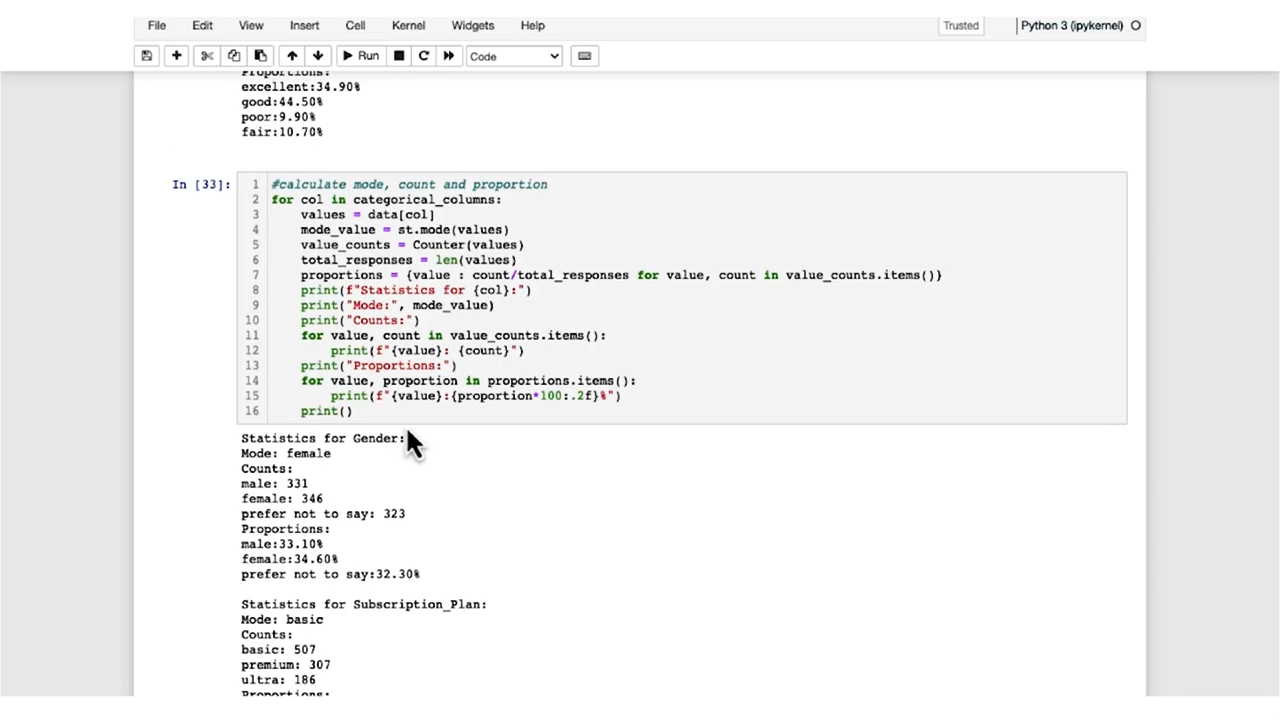 File Edit View Insert Cell Kernel Widgets Help Trusted Python 3 (ipykernel)
Run Code
Proportions:
excellent:34.90%
good:44.50%
poor:9.90%
fair:10.70%
In [33]:
1 #calculate mode, count and proportion
2 for col in categorical_columns:
3     values = data[col]
4     mode_value = st.mode(values)
5     value_counts = Counter(values)
6     total_responses = len(values)
7     proportions = {value : count/total_responses for value, count in value_counts.items()}
8     print(f"Statistics for {col}:")
9     print("Mode:", mode_value)
10     print("Counts:")
11     for value, count in value_counts.items():
12         print(f"{value}: {count}")
13     print("Proportions:")
14     for value, proportion in proportions.items():
15         print(f"{value}:{proportion*100:.2f}%")
16     print()
Statistics for Gender:
Mode: female
Counts:
male: 331
female: 346
prefer not to say: 323
Proportions:
male:33.10%
female:34.60%
prefer not to say:32.30%
Statistics for Subscription_Plan:
Mode: basic
Counts:
basic: 507
premium: 307
ultra: 186
Proportions: